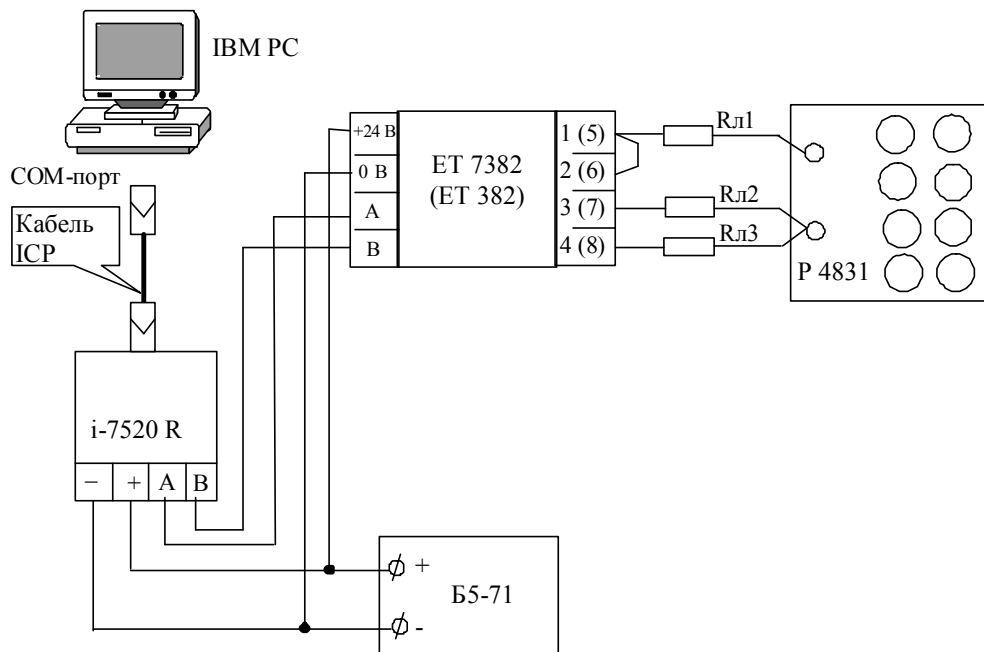 IBM PC
COM-порт
Кабель
ICP
i-7520 R
−
+
A
B
+24 В
0 В
A
B
ЕТ 7382
(ЕТ 382)
1 (5)
2 (6)
3 (7)
4 (8)
Rл1
Rл2
Rл3
Р 4831
+
Б5-71
-